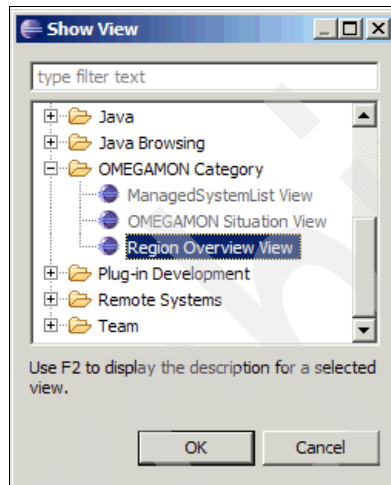 Show View
type filter text
Java
Java Browsing
OMEGAMON Category
ManagedSystemList View
OMEGAMON Situation View
Region Overview View
Plug-in Development
Remote Systems
Team
Use F2 to display the description for a selected
view.
OK Cancel